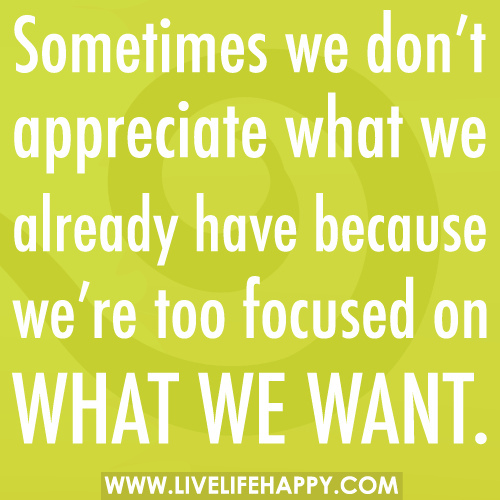 Sometimes we don't
appreciate what we
already have because
we're too focused on
WHAT WE WANT.
WWW.LIVELIFEHAPPY.COM